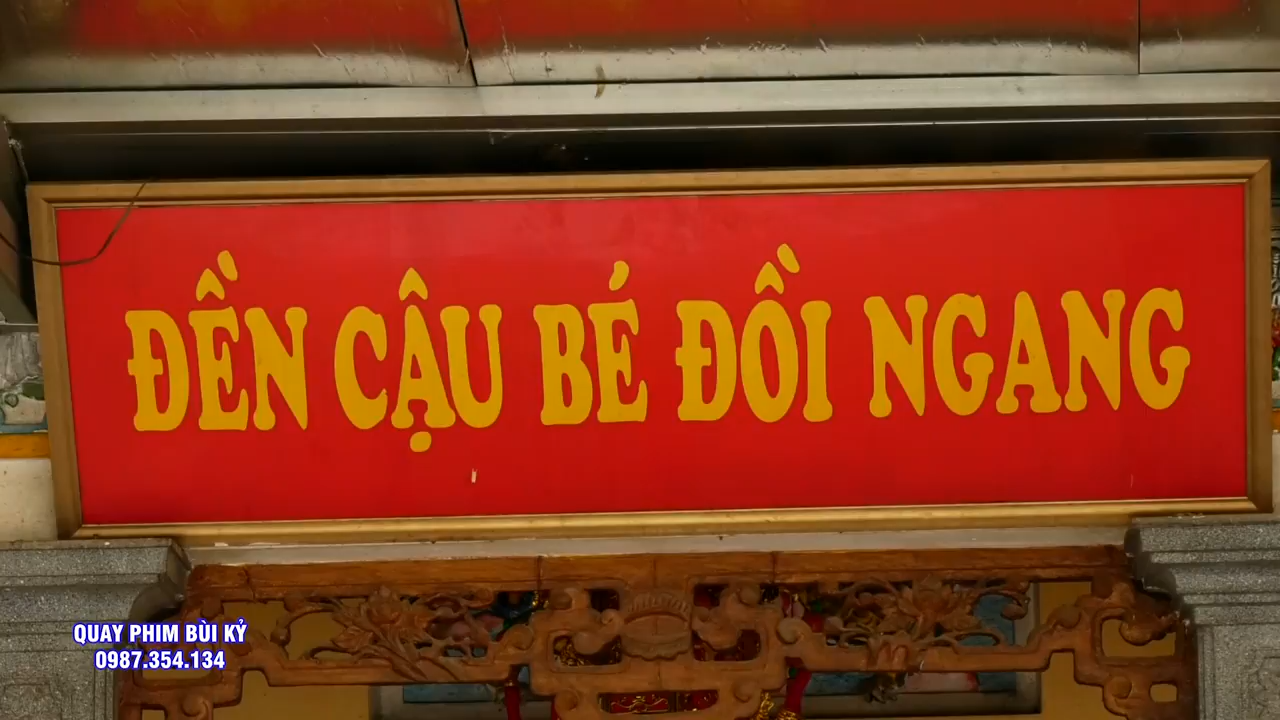 ĐỀN CẬU BÉ ĐỒI NGANG
QUAY PHIM BÙI KỶ
0987.354.134